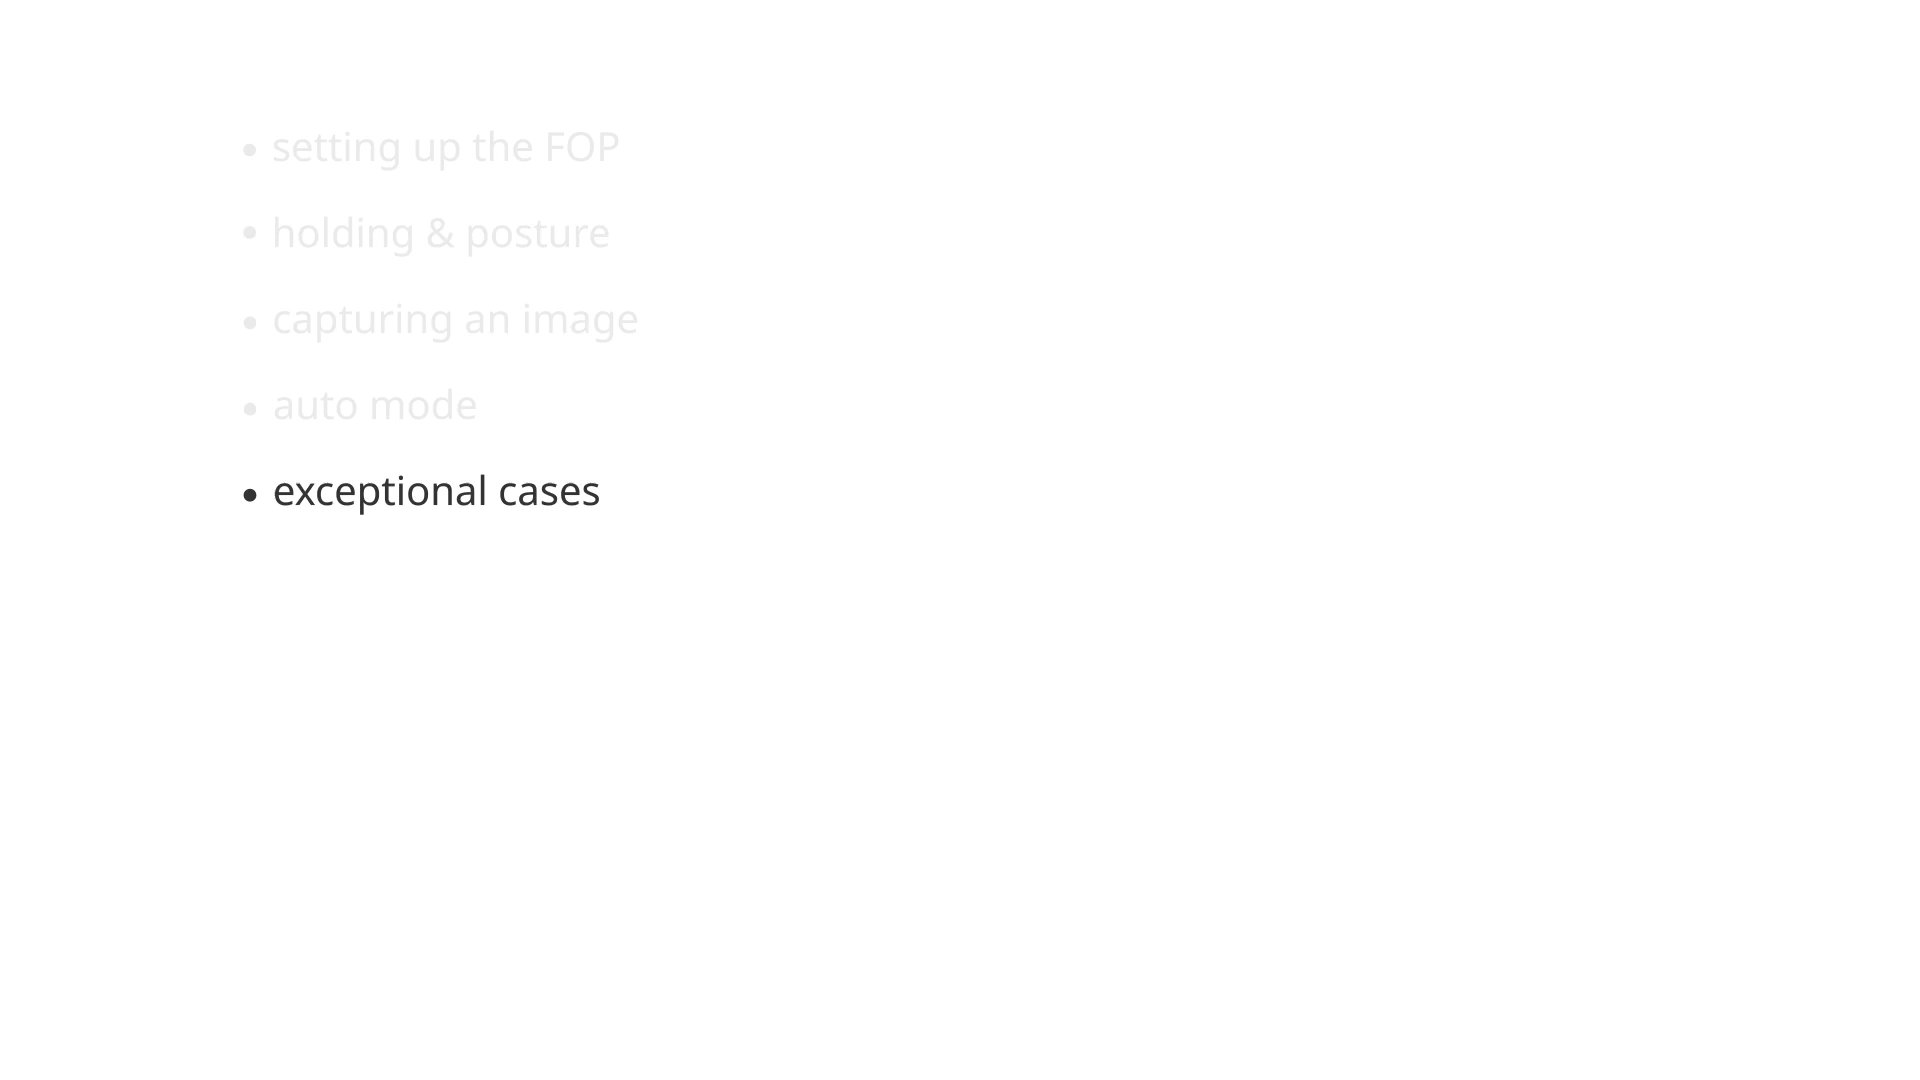 • setting up the FOP
• holding & posture
• capturing an image
• auto mode
• exceptional cases